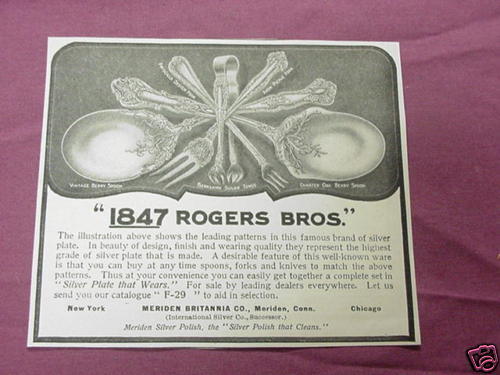 VINTAGE BERRY SPOON
BERKSHIRE SUGAR TONGS
CHARTER OAK BERRY SPOON
"1847 ROGERS BROS."
The illustration above shows the leading patterns in this famous brand of silver
plate. In beauty of design, finish and wearing quality they represent the highest
grade of silver plate that is made. A desirable feature of this well-known ware
is that you can buy at any time spoons, forks and knives to match the above
patterns. Thus at your convenience you can easily get together a complete set in
"Silver Plate that Wears." For sale by leading dealers everywhere. Let us
send you our catalogue "F-29" to aid in selection.
New York MERIDEN BRITANNIA CO., Meriden, Conn. Chicago
(International Silver Co., Successor.)
Meriden Silver Polish, the "Silver Polish that Cleans."